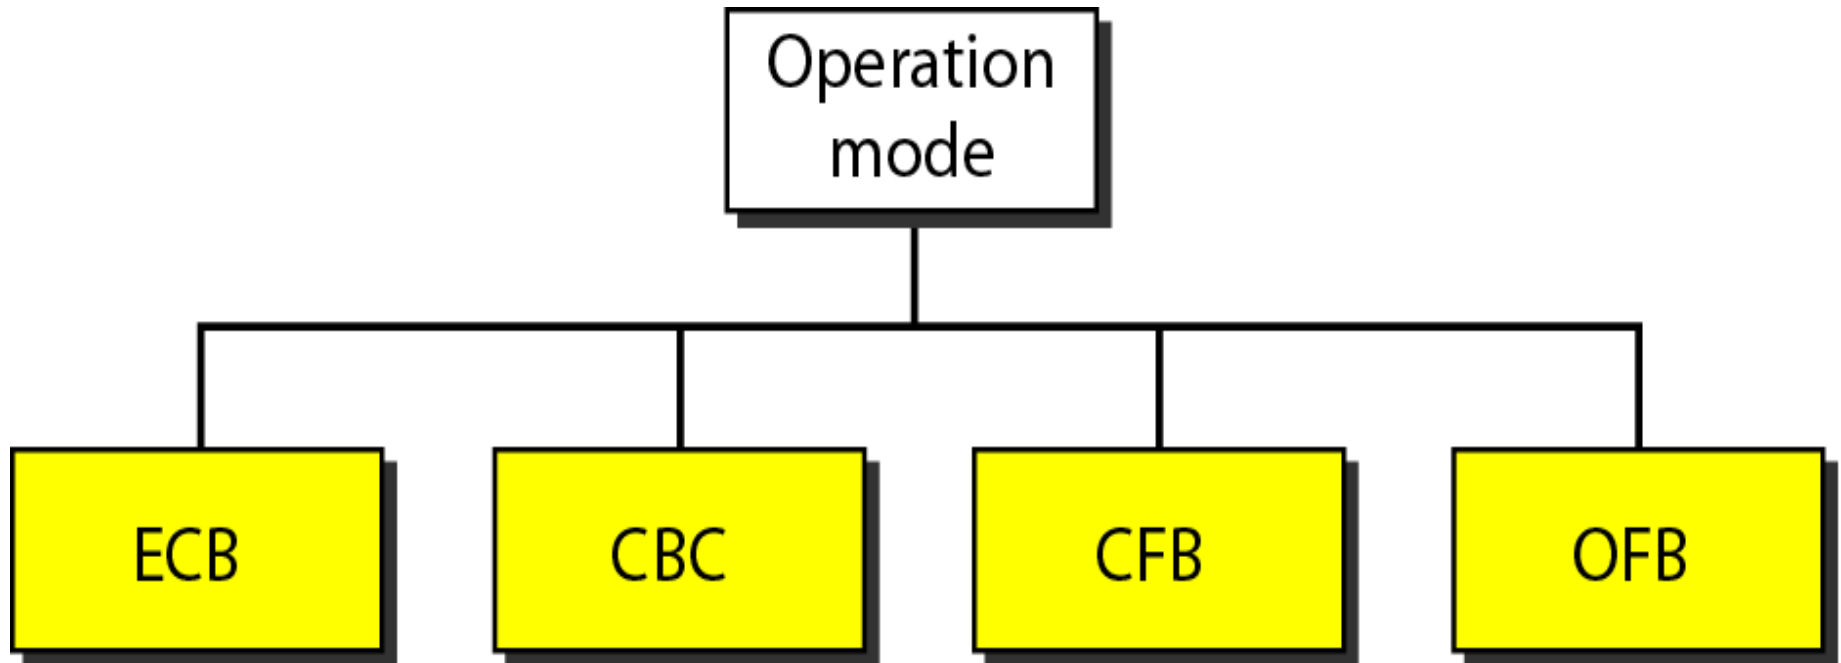 Operation
mode
ECB
CBC
CFB
OFB